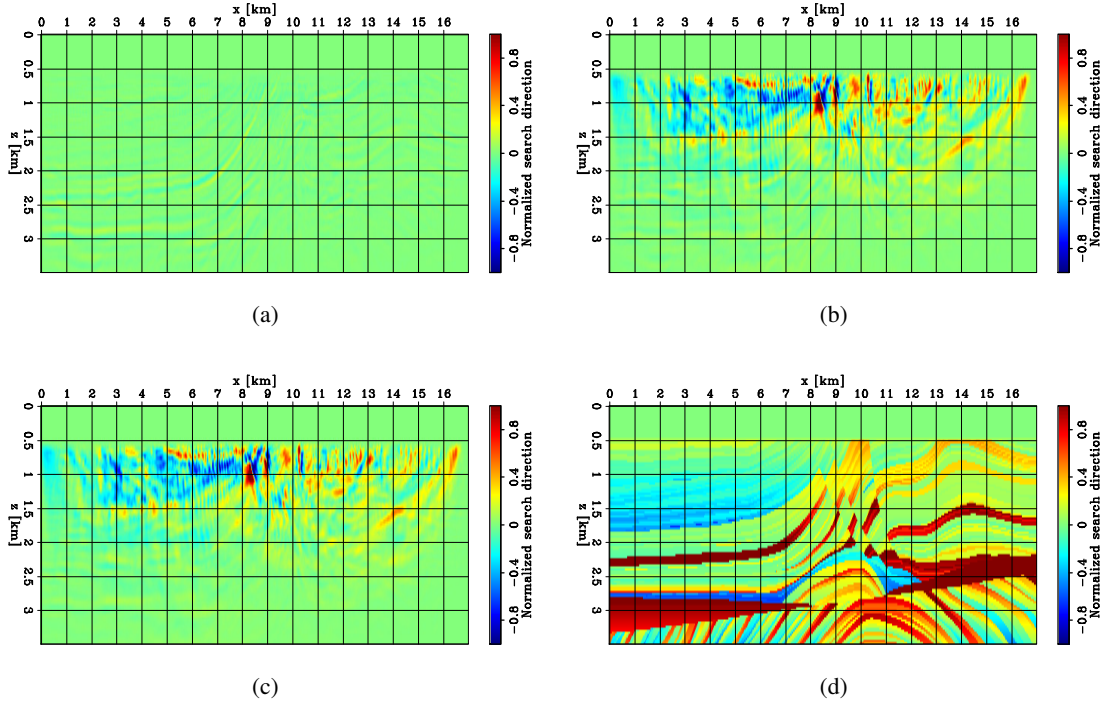 x [km]
0 1 2 3 4 5 6 7 8 9 10 11 12 13 14 15 16
0 0.5 1 1.5 2 2.5 3
z [km]
0.8 0.4 0 −0.4 −0.8
Normalized search direction
(a)
x [km]
0 1 2 3 4 5 6 7 8 9 10 11 12 13 14 15 16
0 0.5 1 1.5 2 2.5 3
z [km]
0.8 0.4 0 −0.4 −0.8
Normalized search direction
(b)
x [km]
0 1 2 3 4 5 6 7 8 9 10 11 12 13 14 15 16
0 0.5 1 1.5 2 2.5 3
z [km]
0.8 0.4 0 −0.4 −0.8
Normalized search direction
(c)
x [km]
0 1 2 3 4 5 6 7 8 9 10 11 12 13 14 15 16
0 0.5 1 1.5 2 2.5 3
z [km]
0.8 0.4 0 −0.4 −0.8
Normalized search direction
(d)